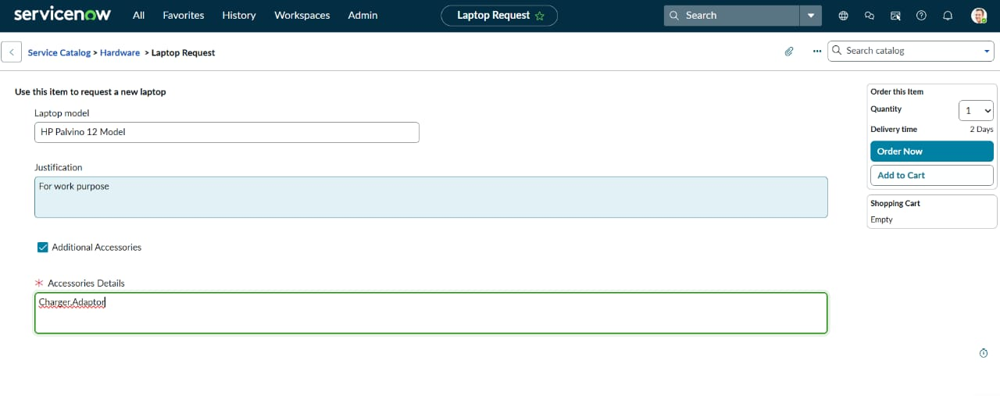 servicenow All Favorites History Workspaces Admin Laptop Request Search
Service Catalog > Hardware > Laptop Request Search catalog
Use this item to request a new laptop
Laptop model
HP Palvino 12 Model
Justification
For work purpose
Additional Accessories
* Accessories Details
Charger,Adaptor
Order this Item
Quantity 1
Delivery time 2 Days
Order Now
Add to Cart
Shopping Cart
Empty